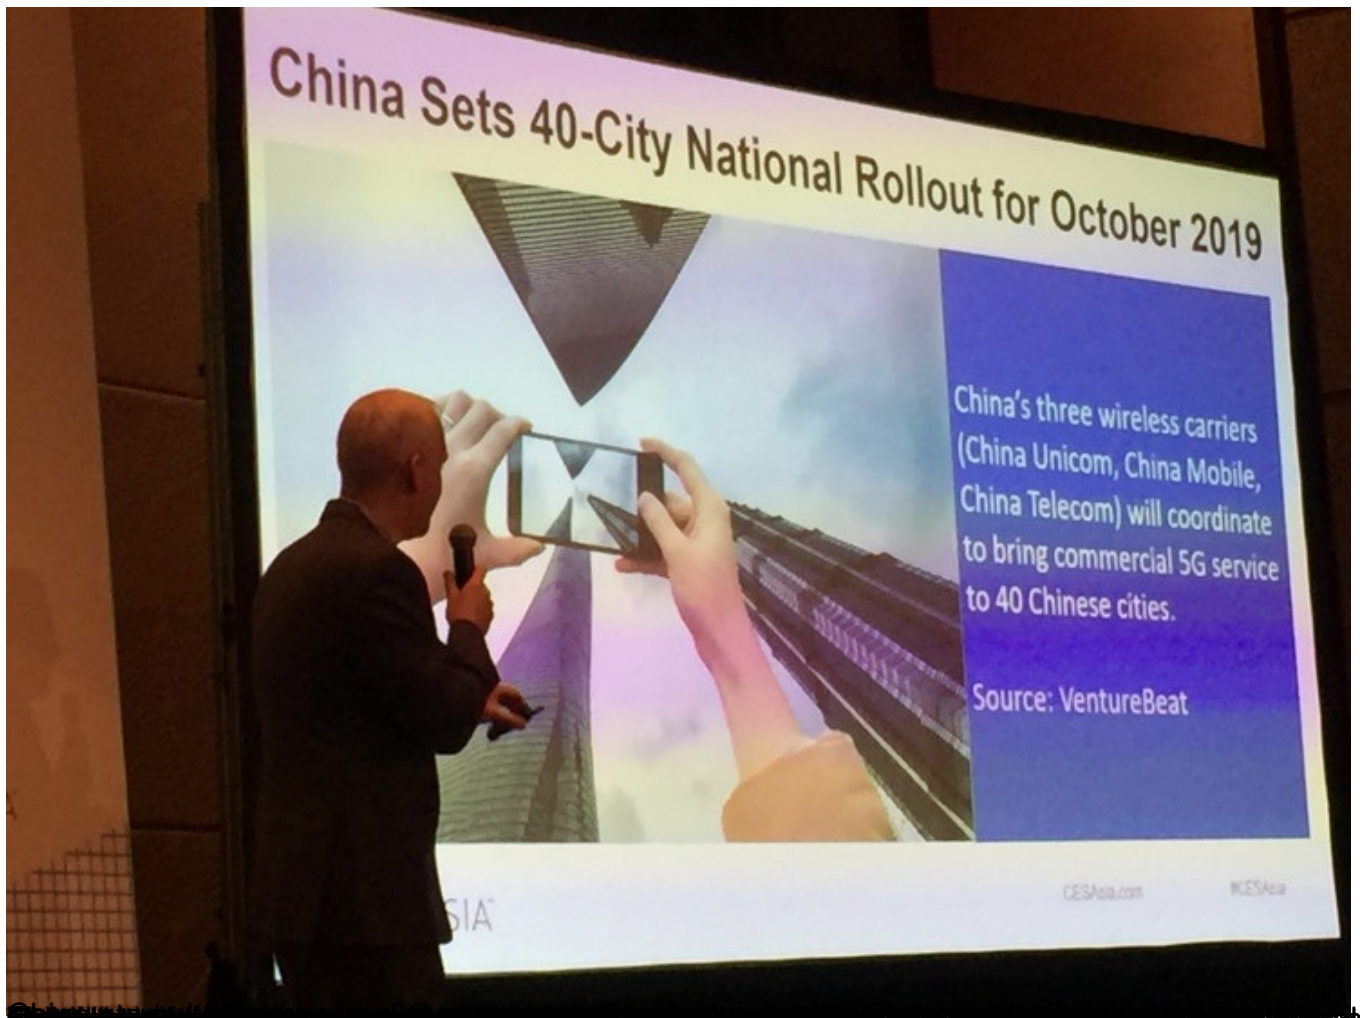 China Sets 40-City National Rollout for October 2019
China's three wireless carriers
(China Unicom, China Mobile,
China Telecom) will coordinate
to bring commercial 5G service
to 40 Chinese cities.
Source: VentureBeat
CESAsia.com
#CESAsia
SIA™